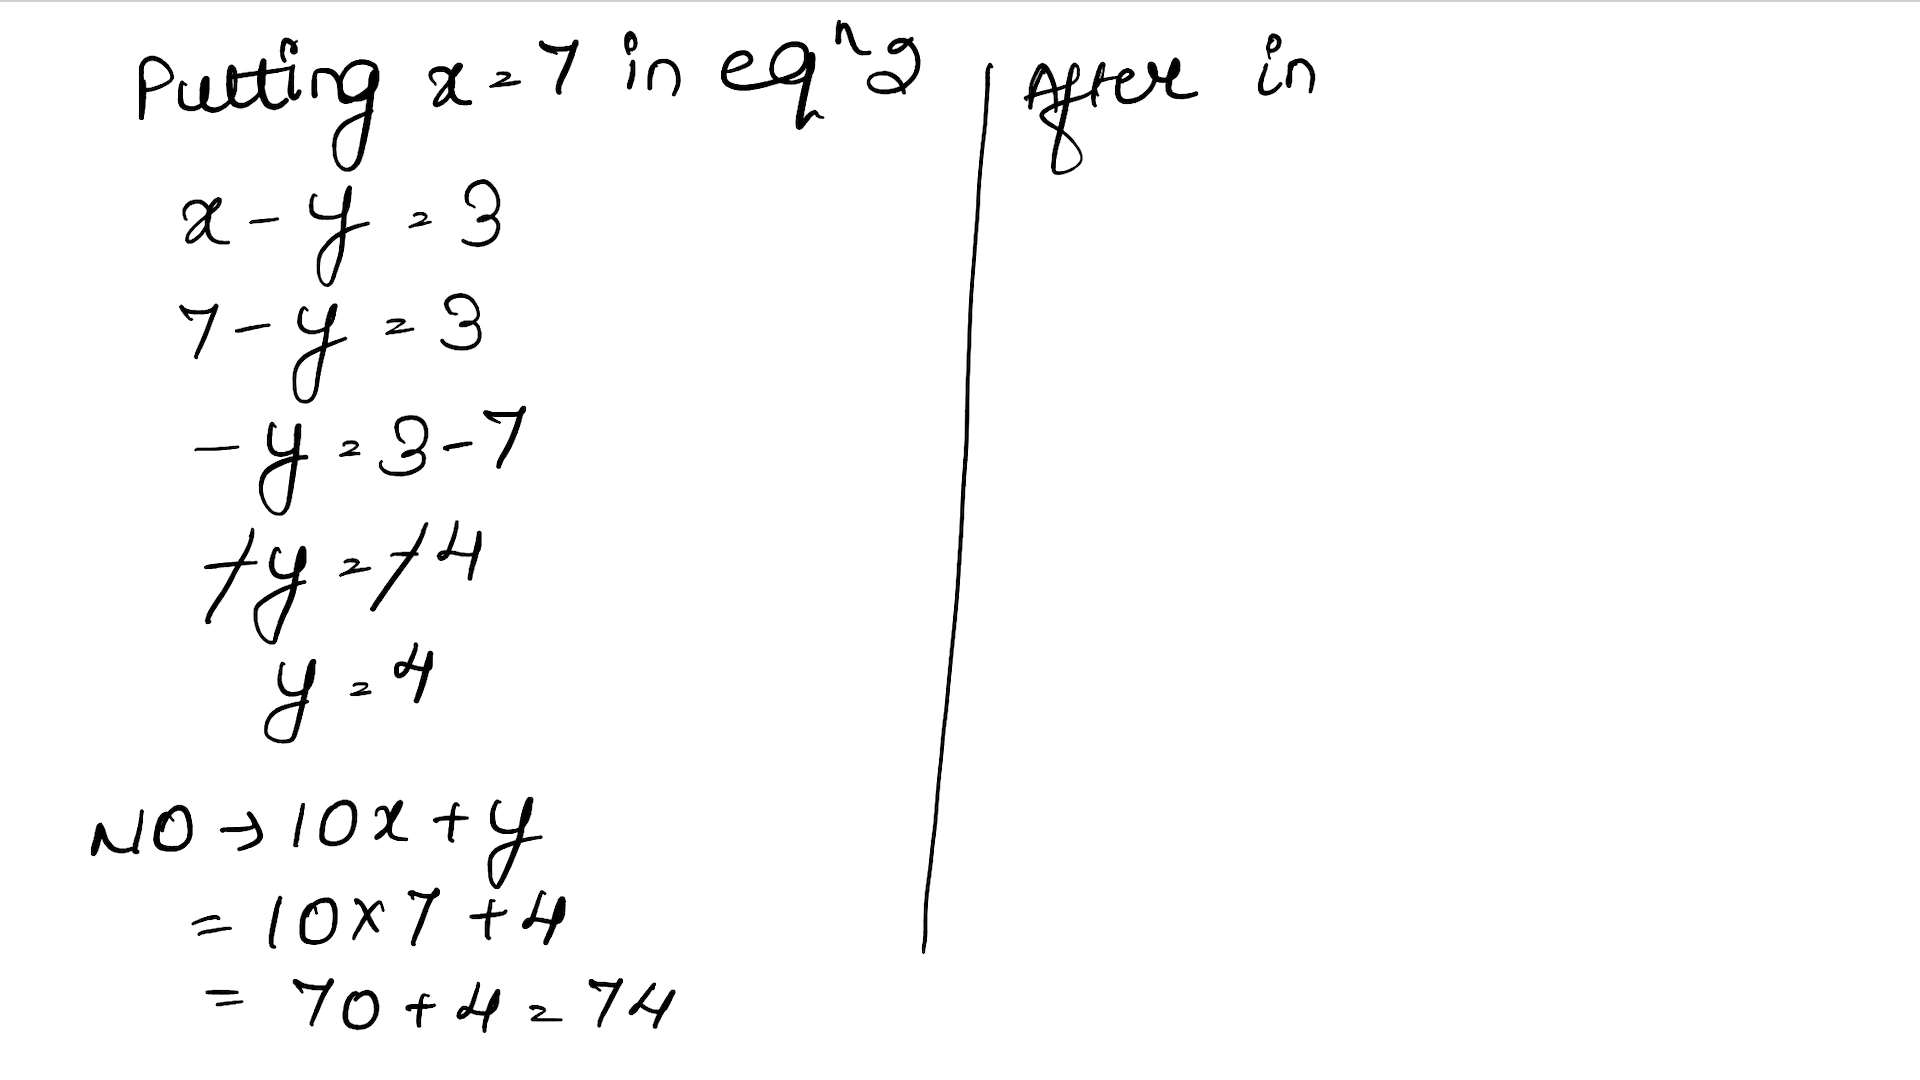 Putting x = 7 in eqⁿ 2
x - y = 3
7 - y = 3
- y = 3 - 7
- y = - 4
y = 4
NO → 10x + y
= 10 × 7 + 4
= 70 + 4 = 74
After in